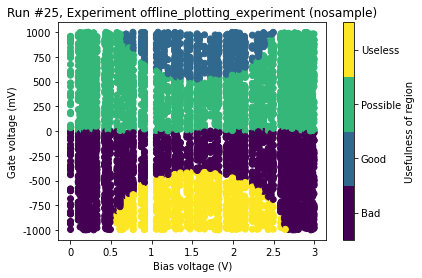 Run #25, Experiment offline_plotting_experiment (nosample)
1000
750
500
250
0
-250
-500
-750
-1000
Gate voltage (mV)
0
0.5
1
1.5
2
2.5
3
Bias voltage (V)
Useless
Possible
Good
Bad
Usefulness of region